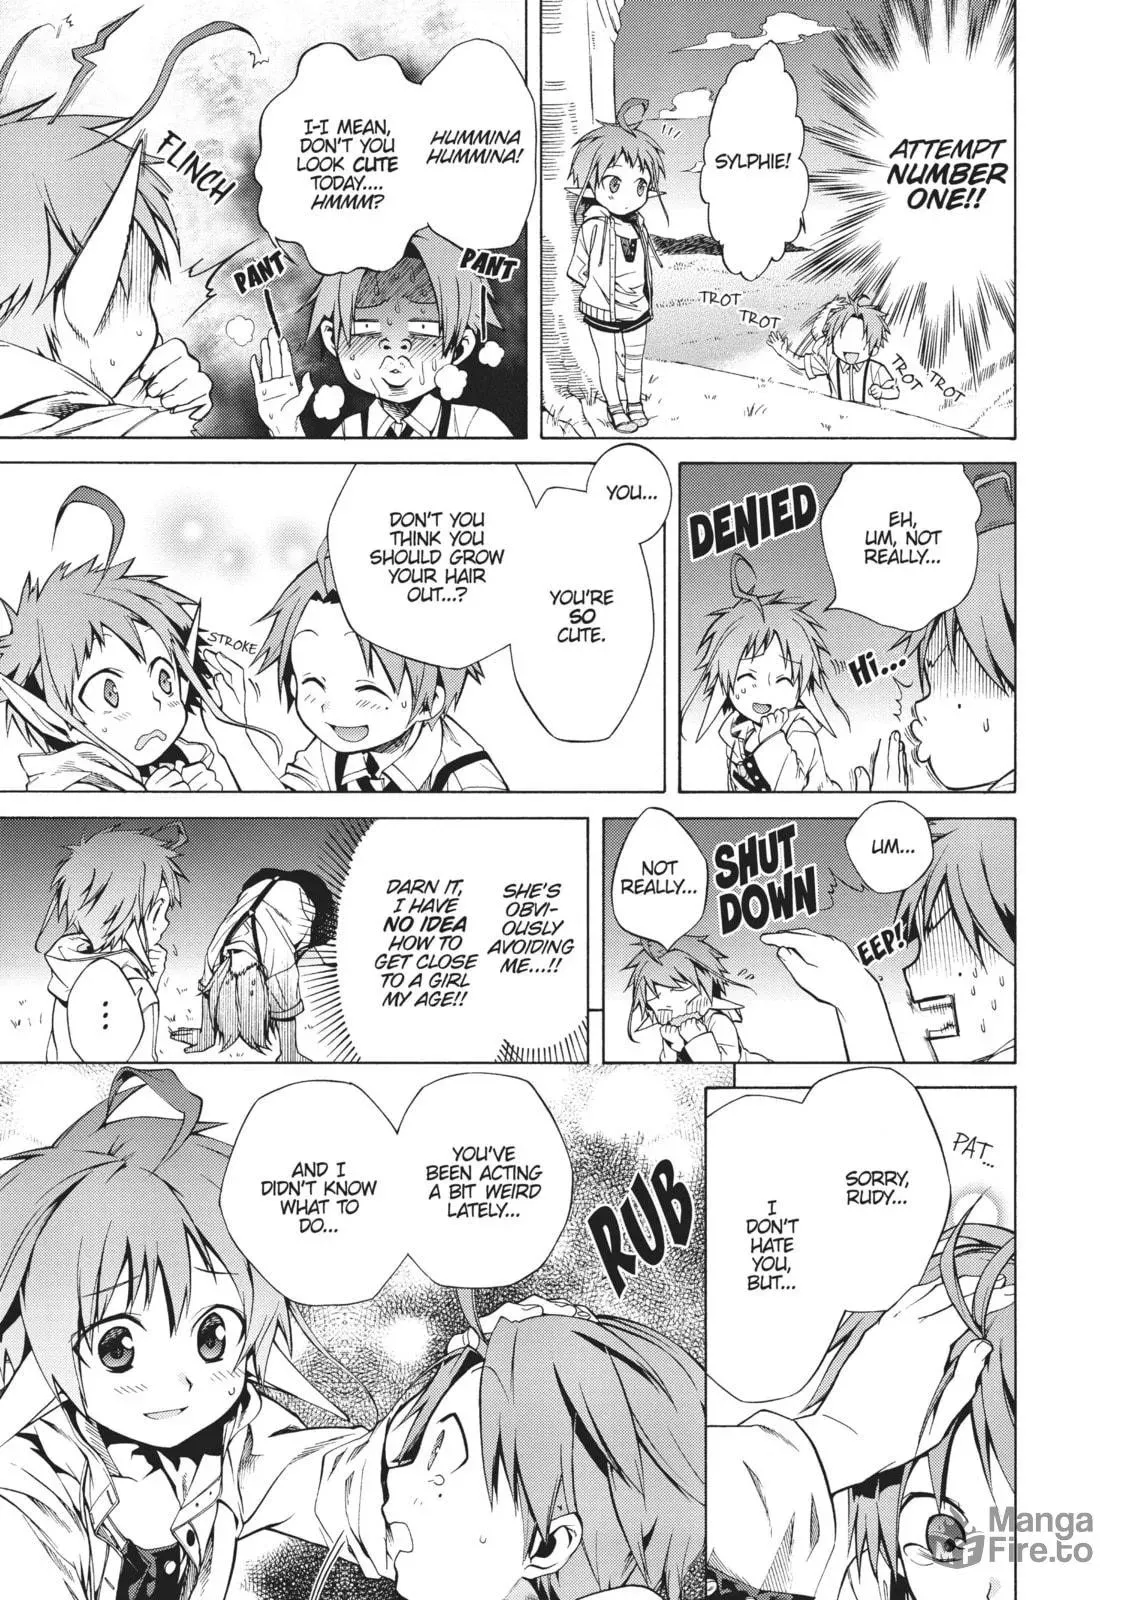 ATTEMPT
NUMBER
ONE!!
SYLPHIE!
TROT
TROT
TROT
TROT
HUMMINA
HUMMINA!
I-I MEAN,
DON'T YOU
LOOK CUTE
TODAY....
HMMM?
PANT
PANT
FLINCH
EH,
UM, NOT
REALLY...
DENIED
HI...
YOU...
YOU'RE
SO
CUTE.
DON'T YOU
THINK YOU
SHOULD GROW
YOUR HAIR
OUT...?
STROKE
UM...
EEP!
SHUT
DOWN
NOT
REALLY...
SHE'S
OBVI-
OUSLY
AVOIDING
ME...!!
DARN IT,
I HAVE
NO IDEA
HOW TO
GET CLOSE
TO A GIRL
MY AGE!!
...
PAT...
SORRY,
RUDY...
I
DON'T
HATE
YOU,
BUT...
RUB
YOU'VE
BEEN ACTING
A BIT WEIRD
LATELY...
AND I
DIDN'T KNOW
WHAT TO
DO...
MF
Manga
Fire.to